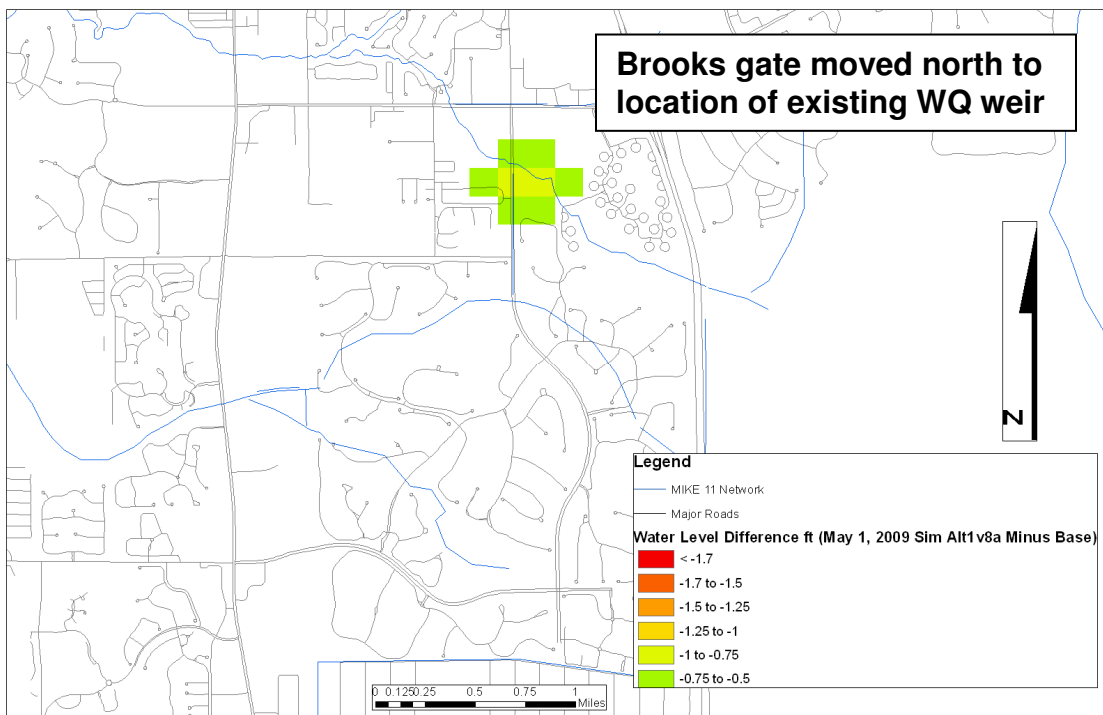 Brooks gate moved north to
location of existing WQ weir
N
Legend
MIKE 11 Network
Major Roads
Water Level Difference ft (May 1, 2009 Sim Alt1v8a Minus Base)
< -1.7
-1.7 to -1.5
-1.5 to -1.25
-1.25 to -1
-1 to -0.75
-0.75 to -0.5
0 0.125 0.25 0.5 0.75 1
Miles